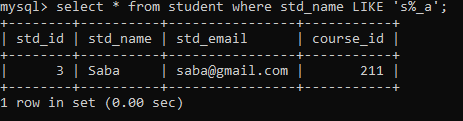 mysql> select * from student where std_name LIKE 's%_a';
+--------+----------+----------------+-----------+
| std_id | std_name | std_email | course_id |
+--------+----------+----------------+-----------+
| 3 | Saba | saba@gmail.com | 211 |
+--------+----------+----------------+-----------+
1 row in set (0.00 sec)